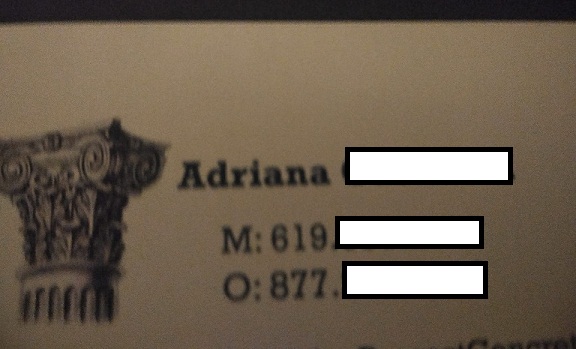 Adriana
M: 619.
O: 877.